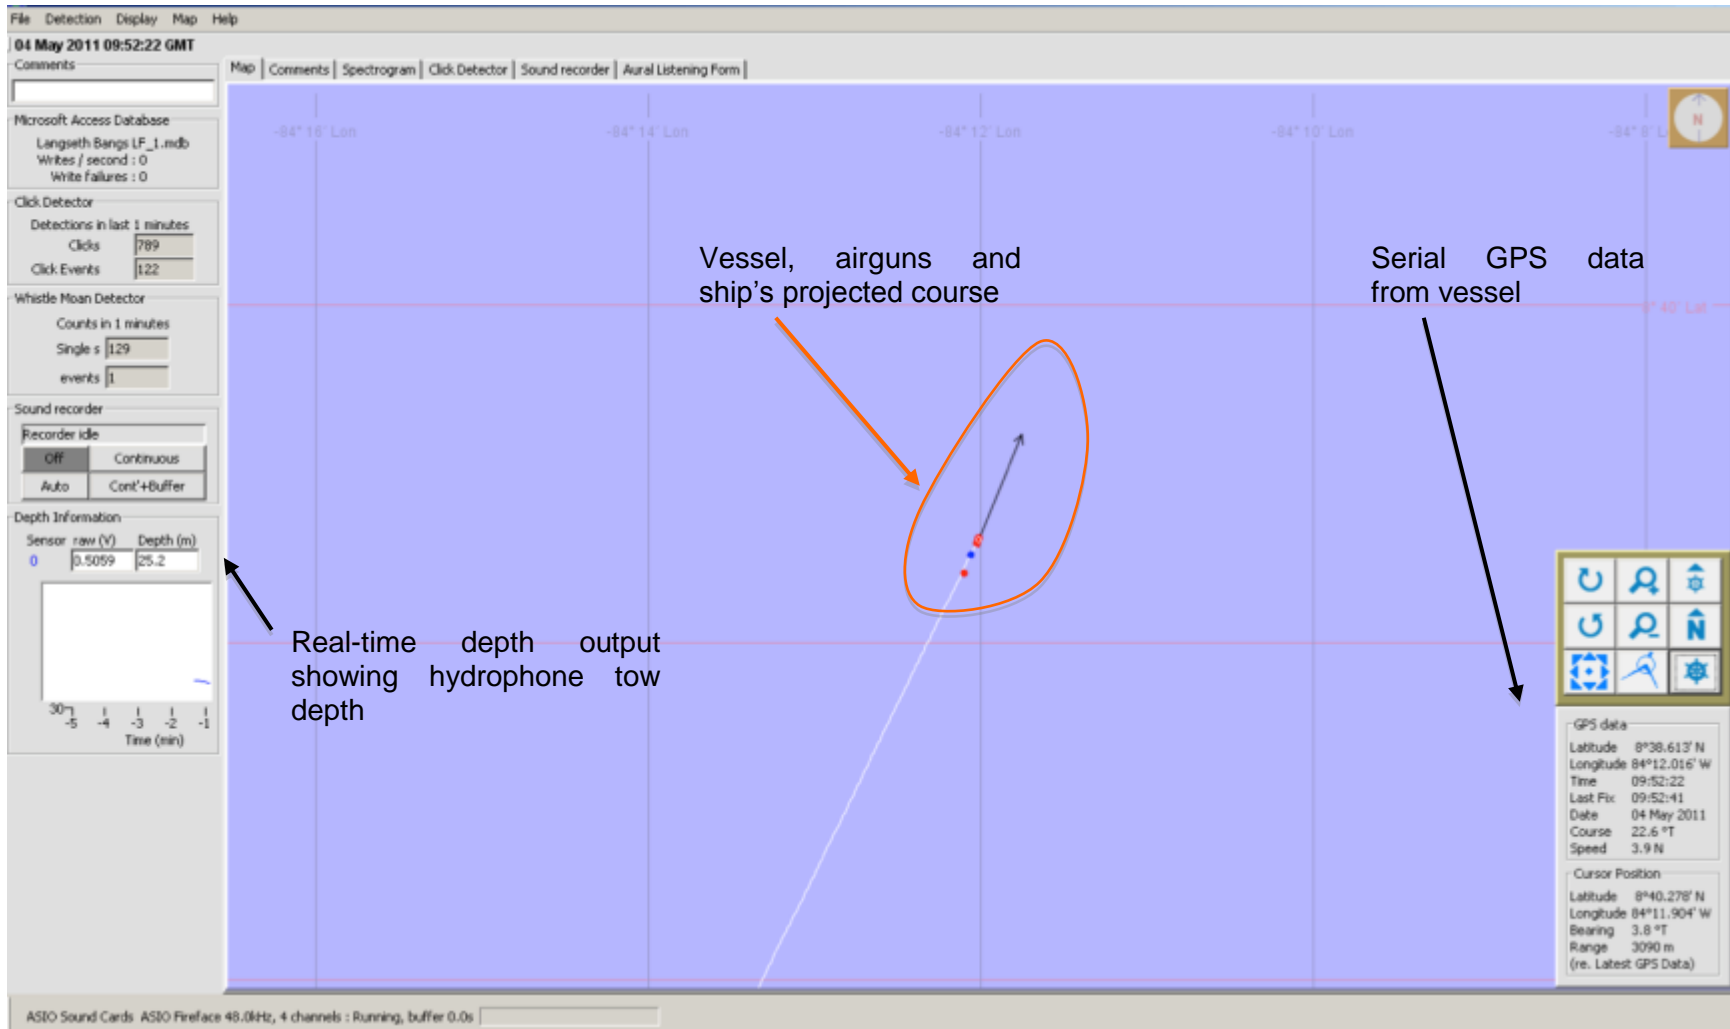 File Detection Display Map Help
04 May 2011 09:52:22 GMT
Comments
Map Comments Spectrogram Click Detector Sound recorder Aural Listening Form
Microsoft Access Database
Langseth Bangs LF_1.mdb
Writes / second : 0
Write failures : 0
Click Detector
Detections in last 1 minutes
Clicks 789
Click Events 122
Whistle Moan Detector
Counts in 1 minutes
Single s 129
events 1
Sound recorder
Recorder idle
Off Continuous
Auto Cont'+Buffer
Depth Information
Sensor raw (V) Depth (m)
0 0.5059 25.2
30
-5 -4 -3 -2 -1
Time (min)
-84° 16' Lon -84° 14' Lon -84° 12' Lon -84° 10' Lon -84° 8'
N
Vessel, airguns and
ship's projected course
Serial GPS data
from vessel
Real-time depth output
showing hydrophone tow
depth
N
GPS data
Latitude 8°38.613' N
Longitude 84°12.016' W
Time 09:52:22
Last Fix 09:52:41
Date 04 May 2011
Course 22.6 °T
Speed 3.9 N
Cursor Position
Latitude 8°40.278' N
Longitude 84°11.904' W
Bearing 3.8 °T
Range 3090 m
(re. Latest GPS Data)
ASIO Sound Cards ASIO Fireface 48.0kHz, 4 channels : Running, buffer 0.0s